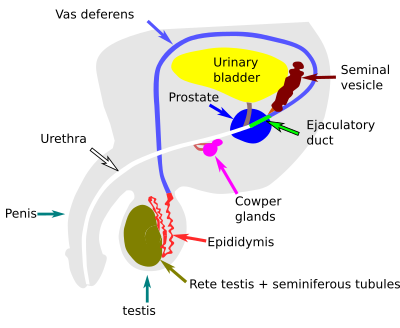 Vas deferens
Urinary
bladder
Seminal
vesicle
Prostate
Ejaculatory
duct
Urethra
Cowper
glands
Penis
Epididymis
Rete testis + seminiferous tubules
testis